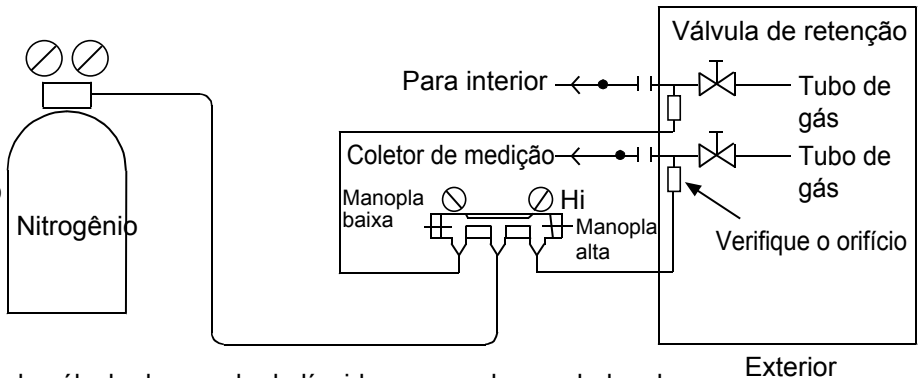 Válvula de retenção
Para interior
Tubo de
gás
Coletor de medição
Tubo de
gás
Manopla
baixa
Hi
Manopla
alta
Nitrogênio
Verifique o orifício
Exterior